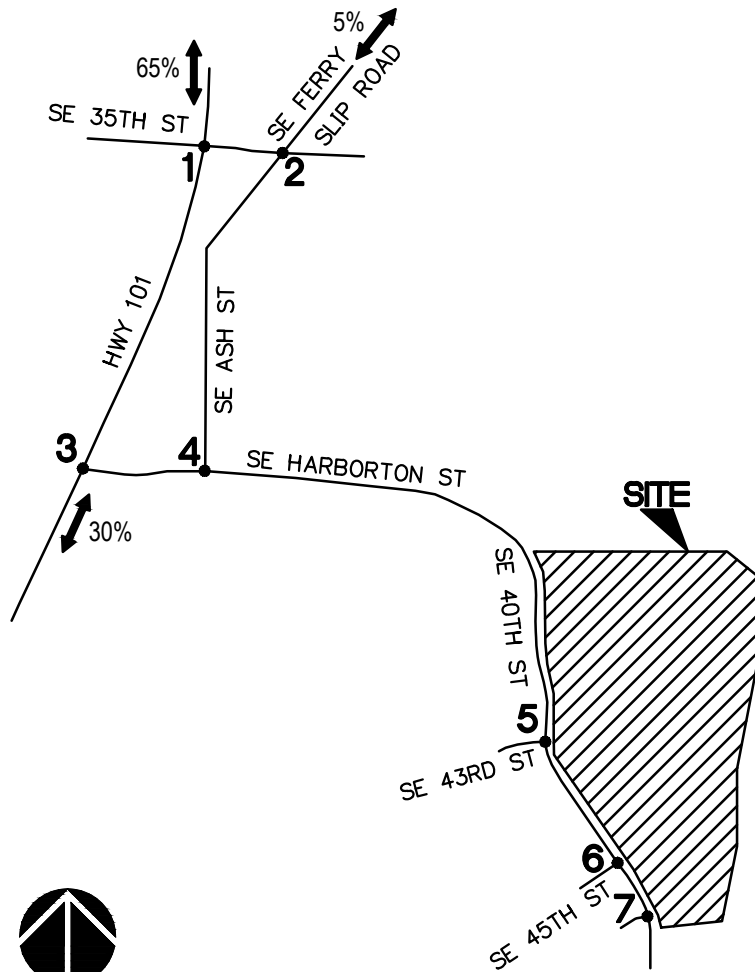 5%
65%
SE FERRY
SLIP ROAD
SE 35TH ST
1
2
HWY 101
SE ASH ST
3
4
SE HARBORTON ST
30%
SITE
SE 40TH ST
5
SE 43RD ST
6
7
SE 45TH ST